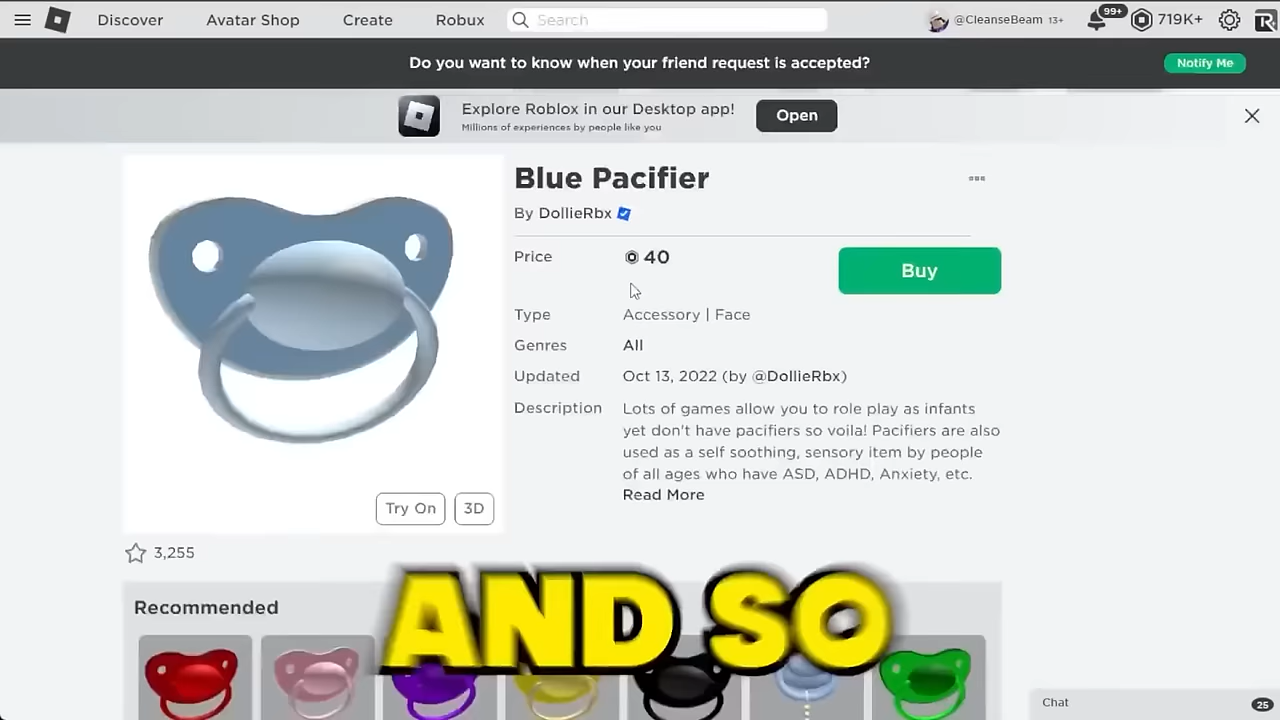 Discover Avatar Shop Create Robux Search @CleanseBeam 13+ 99+ 719K+
Do you want to know when your friend request is accepted? Notify Me
Explore Roblox in our Desktop app!
Millions of experiences by people like you
Open
Blue Pacifier
By DollieRbx
Price 40
Buy
Type Accessory | Face
Genres All
Updated Oct 13, 2022 (by @DollieRbx)
Description Lots of games allow you to role play as infants
yet don't have pacifiers so voila! Pacifiers are also
used as a self soothing, sensory item by people
of all ages who have ASD, ADHD, Anxiety, etc.
Read More
Try On 3D
3,255
Recommended
AND SO
Chat 25